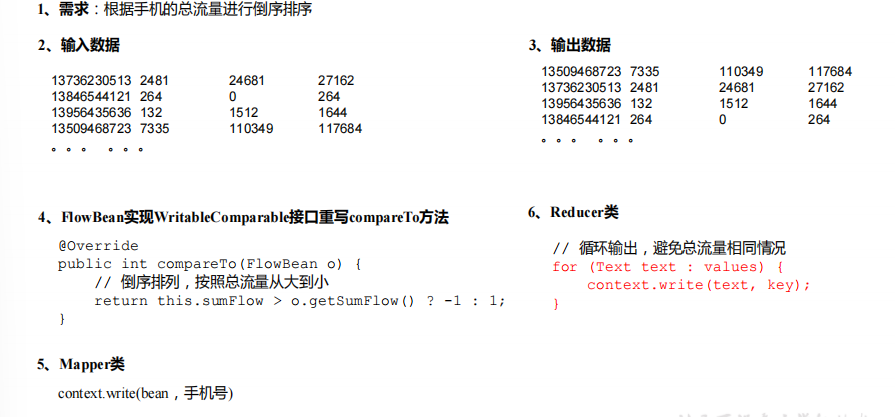 1、需求：根据手机的总流量进行倒序排序
2、输入数据
13736230513 2481 24681 27162
13846544121 264 0 264
13956435636 132 1512 1644
13509468723 7335 110349 117684
。。。 。。。
3、输出数据
13509468723 7335 110349 117684
13736230513 2481 24681 27162
13956435636 132 1512 1644
13846544121 264 0 264
。。。 。。。
4、FlowBean实现WritableComparable接口重写compareTo方法
@Override
public int compareTo(FlowBean o) {
// 倒序排列，按照总流量从大到小
return this.sumFlow > o.getSumFlow() ? -1 : 1;
}
5、Mapper类
context.write(bean，手机号)
6、Reducer类
// 循环输出，避免总流量相同情况
for (Text text : values) {
context.write(text, key);
}